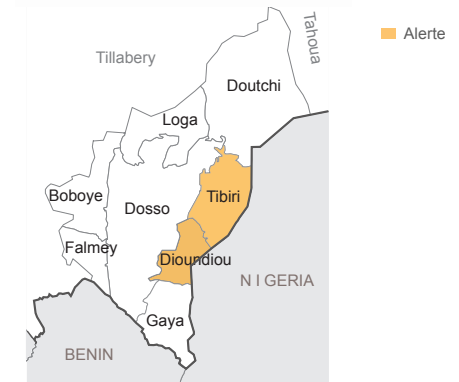 Alerte
Tahoua
Tillabery
Doutchi
Loga
Boboye
Tibiri
Dosso
Falmey
Dioundiou
N I GERIA
Gaya
BENIN